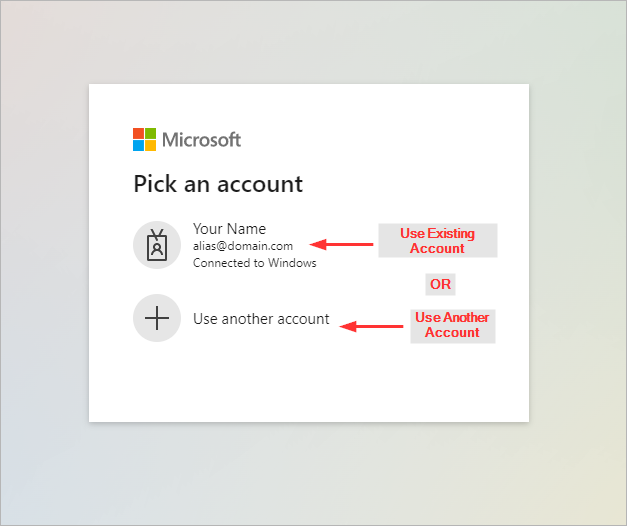 Microsoft
Pick an account
Your Name
alias@domain.com
Connected to Windows
Use Existing
Account
OR
Use another account
Use Another
Account